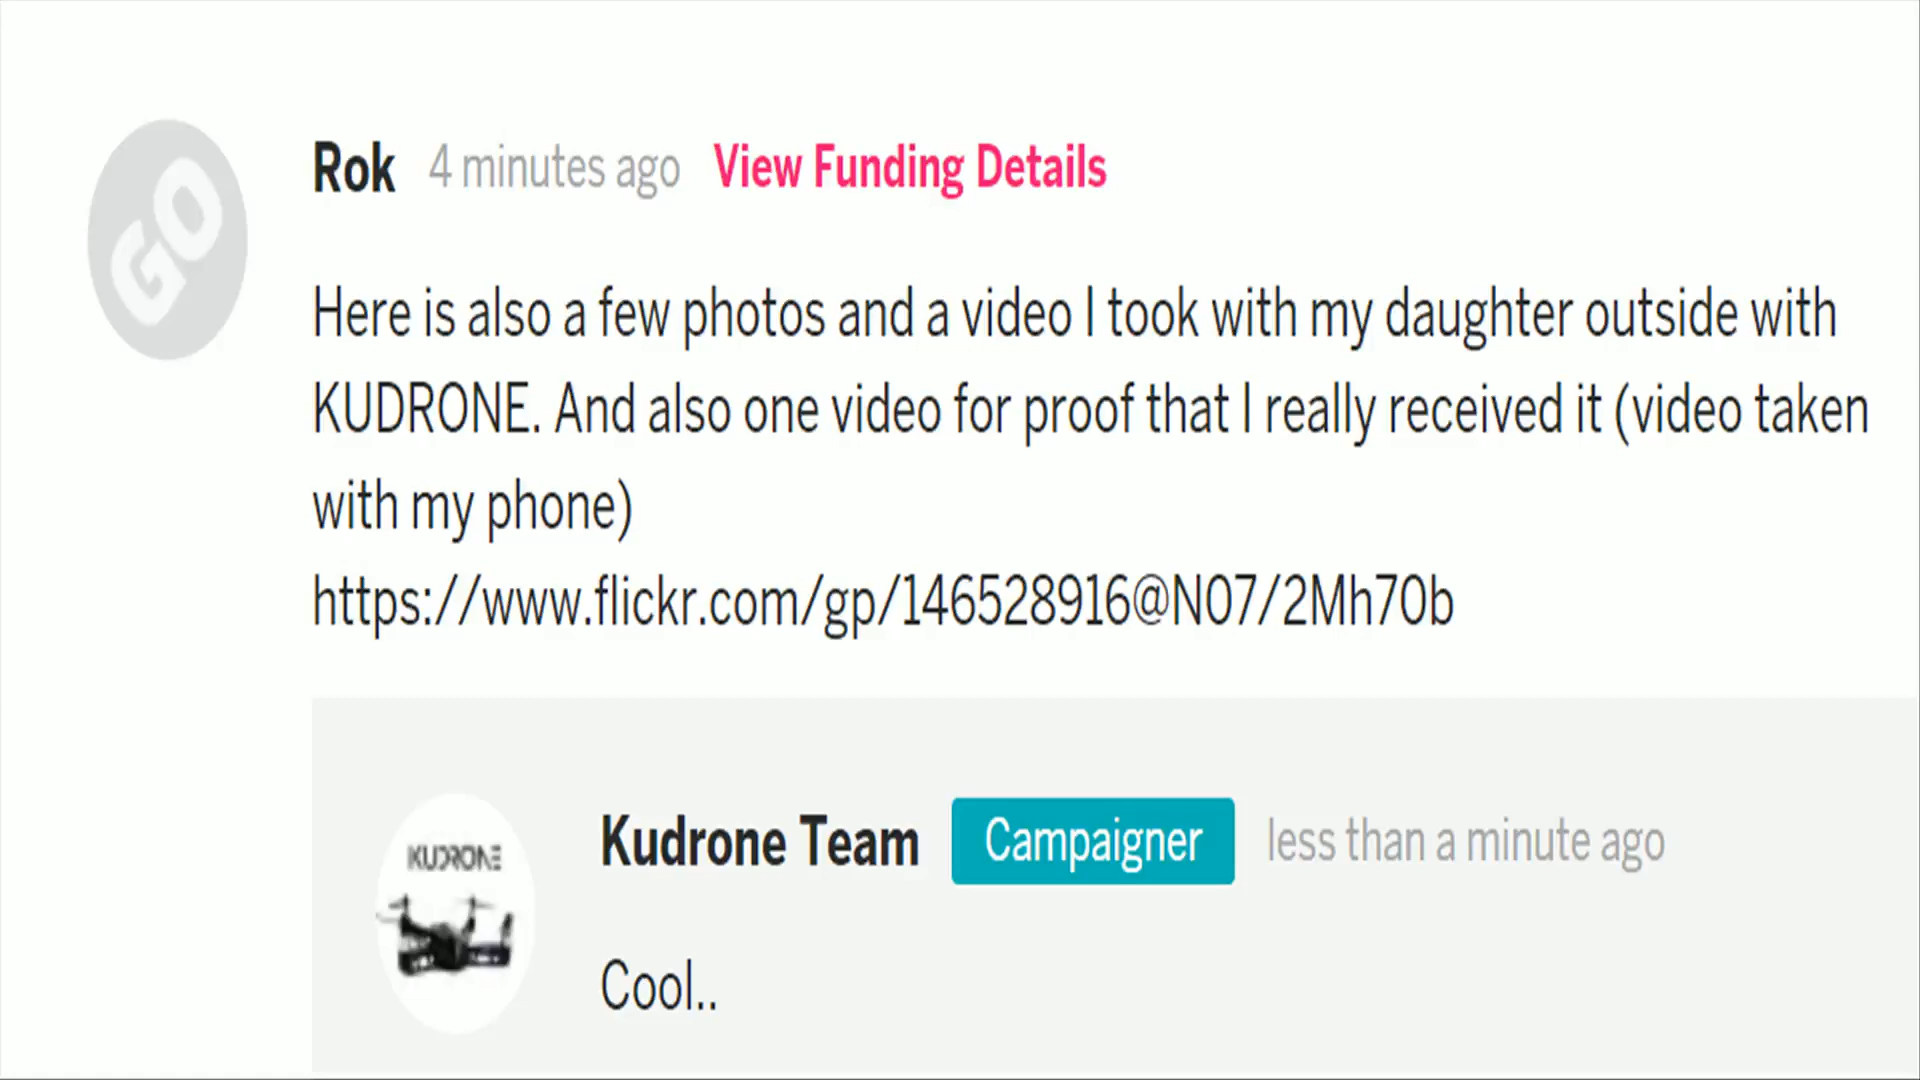 GO
Rok 4 minutes ago View Funding Details
Here is also a few photos and a video I took with my daughter outside with
KUDRONE. And also one video for proof that I really received it (video taken
with my phone)
https://www.flickr.com/gp/146528916@N07/2Mh70b
KUDRONE
Kudrone Team Campaigner less than a minute ago
Cool..